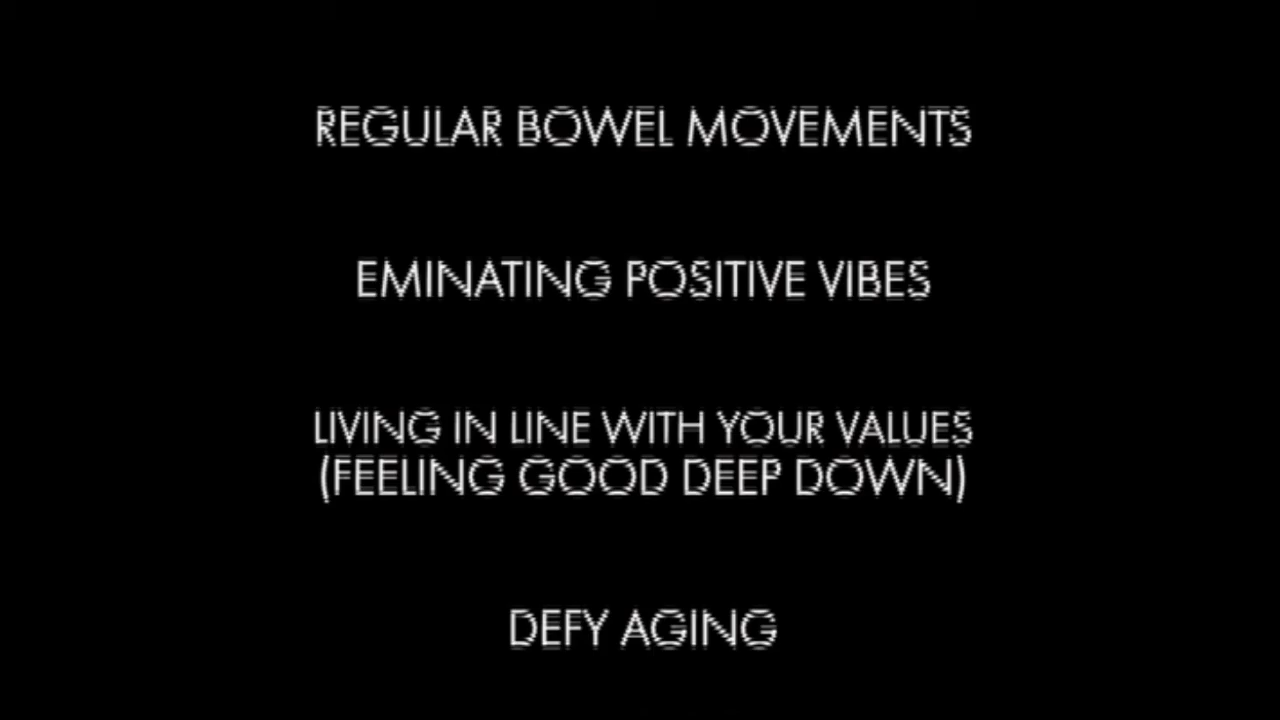 REGULAR BOWEL MOVEMENTS
EMINATING POSITIVE VIBES
LIVING IN LINE WITH YOUR VALUES
(FEELING GOOD DEEP DOWN)
DEFY AGING